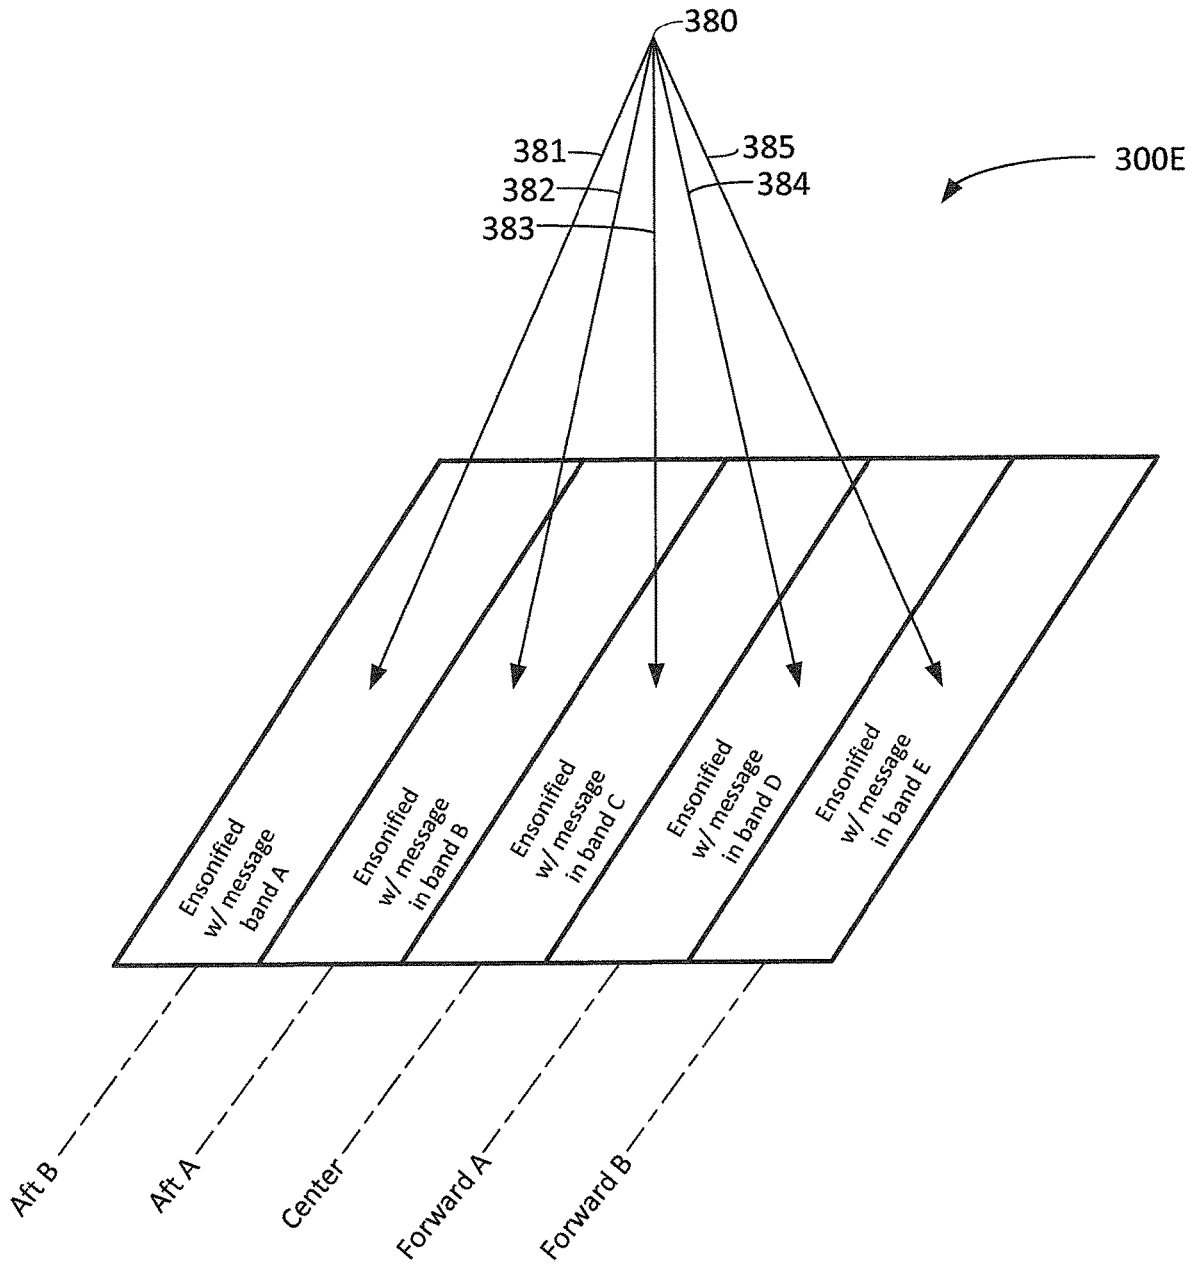 380
381
385
300E
382
384
383
Ensonified
w/ message
band A
Ensonified
w/ message
in band B
Ensonified
w/ message
in band C
Ensonified
w/ message
in band D
Ensonified
w/ message
in band E
Aft B
Aft A
Center
Forward A
Forward B